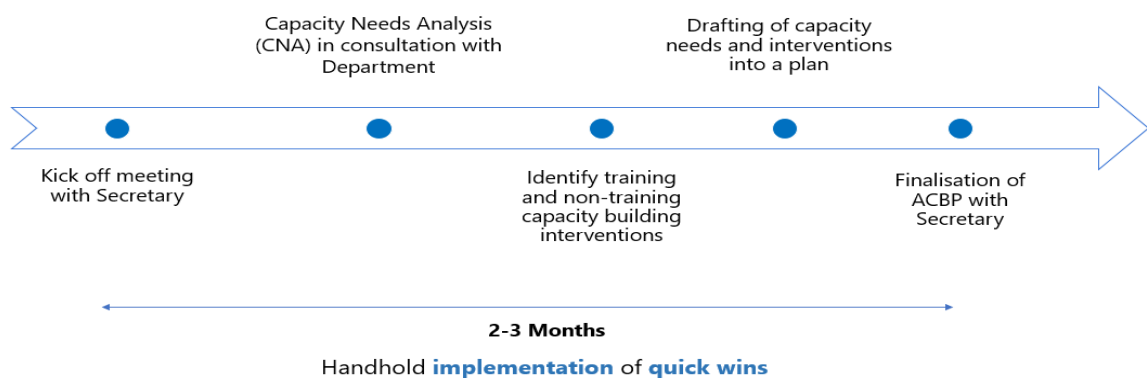 Capacity Needs Analysis
(CNA) in consultation with
Department
Drafting of capacity
needs and interventions
into a plan
Kick off meeting
with Secretary
Identify training
and non-training
capacity building
interventions
Finalisation of
ACBP with
Secretary
2-3 Months
Handhold implementation of quick wins